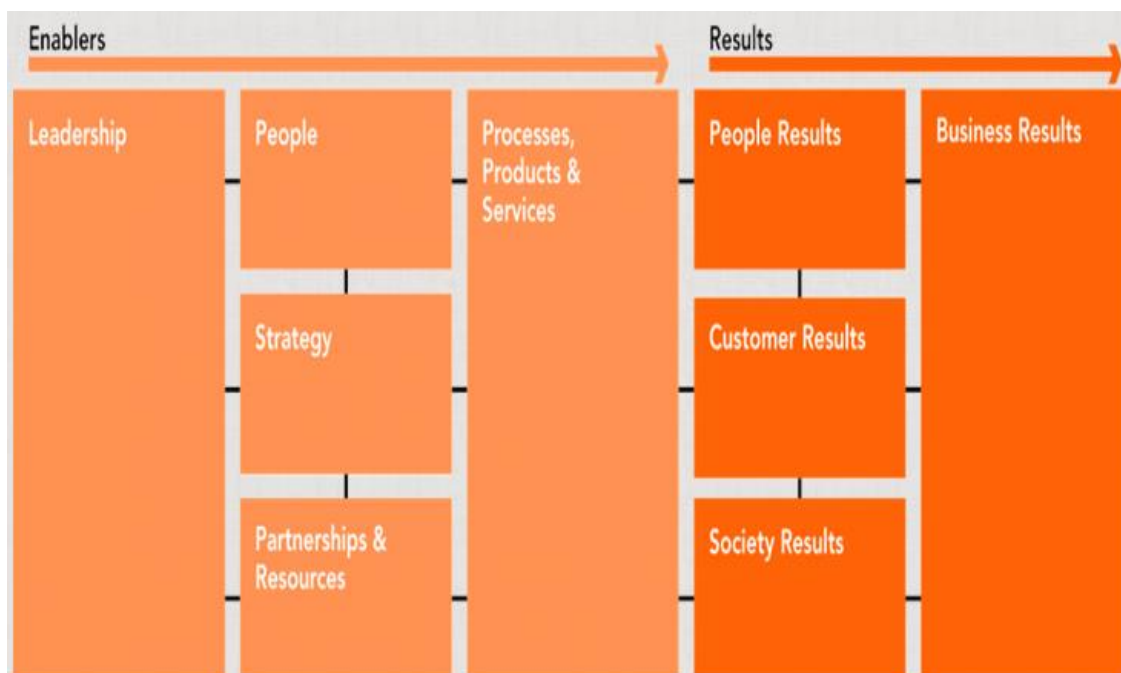 Enablers
Results
Leadership
People
Processes,
Products &
Services
People Results
Business Results
Strategy
Customer Results
Partnerships &
Resources
Society Results